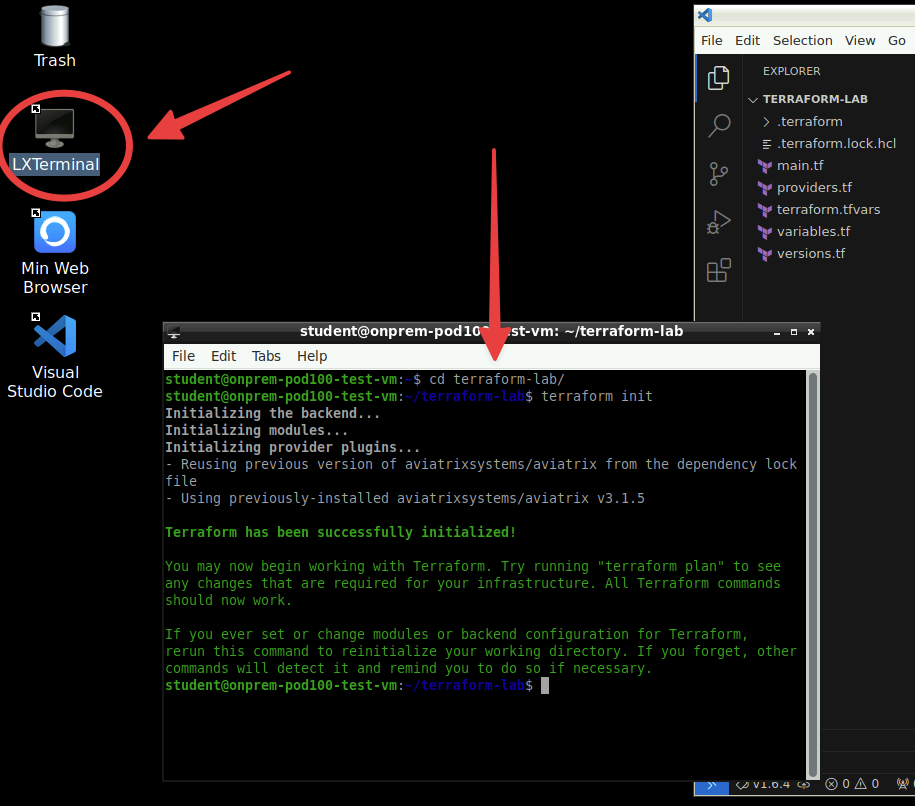 Trash
LXTerminal
Min Web
Browser
Visual
Studio Code
File Edit Selection View Go
EXPLORER
TERRAFORM-LAB
.terraform
.terraform.lock.hcl
main.tf
providers.tf
terraform.tfvars
variables.tf
versions.tf
student@onprem-pod100-test-vm: ~/terraform-lab
File Edit Tabs Help
student@onprem-pod100-test-vm:~$ cd terraform-lab/
student@onprem-pod100-test-vm:~/terraform-lab$ terraform init
Initializing the backend...
Initializing modules...
Initializing provider plugins...
- Reusing previous version of aviatrixsystems/aviatrix from the dependency lock
file
- Using previously-installed aviatrixsystems/aviatrix v3.1.5
Terraform has been successfully initialized!
You may now begin working with Terraform. Try running "terraform plan" to see
any changes that are required for your infrastructure. All Terraform commands
should now work.
If you ever set or change modules or backend configuration for Terraform,
rerun this command to reinitialize your working directory. If you forget, other
commands will detect it and remind you to do so if necessary.
student@onprem-pod100-test-vm:~/terraform-lab$
v1.6.4 0 0 0